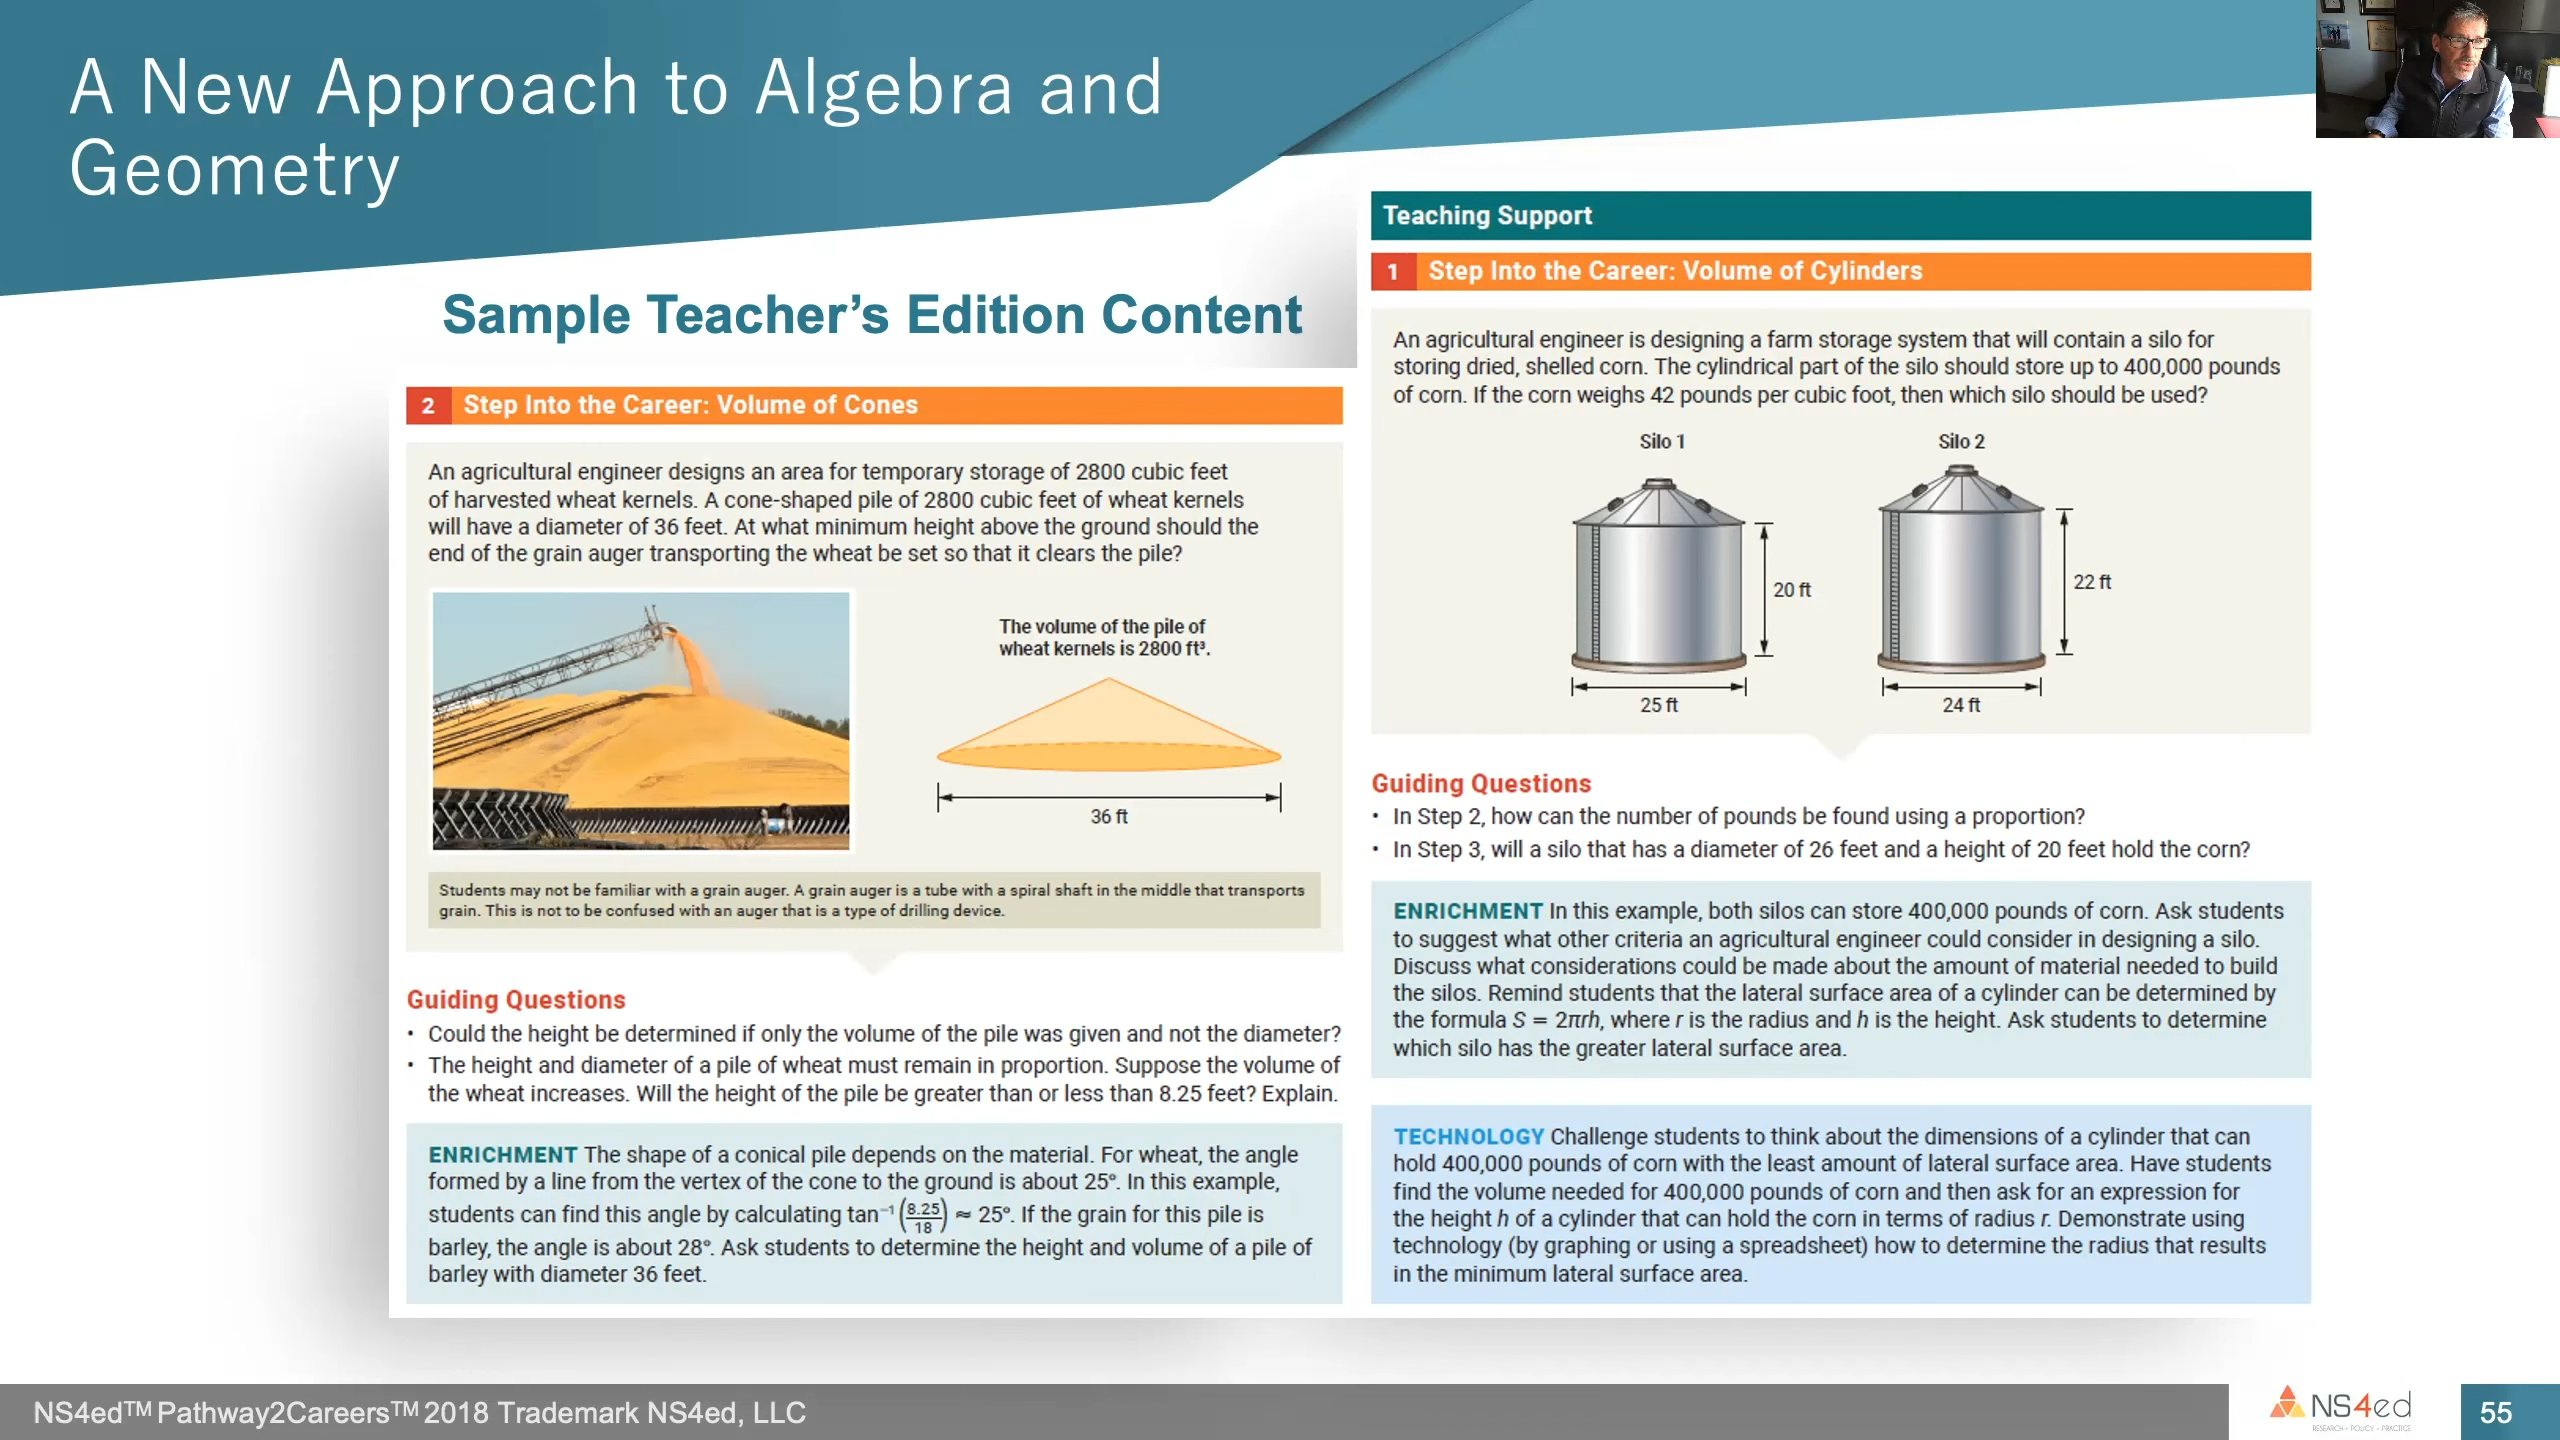 A New Approach to Algebra and
Geometry
Sample Teacher’s Edition Content
2 Step Into the Career: Volume of Cones
An agricultural engineer designs an area for temporary storage of 2800 cubic feet
of harvested wheat kernels. A cone-shaped pile of 2800 cubic feet of wheat kernels
will have a diameter of 36 feet. At what minimum height above the ground should the
end of the grain auger transporting the wheat be set so that it clears the pile?
The volume of the pile of
wheat kernels is 2800 ft³.
36 ft
Students may not be familiar with a grain auger. A grain auger is a tube with a spiral shaft in the middle that transports
grain. This is not to be confused with an auger that is a type of drilling device.
Guiding Questions
• Could the height be determined if only the volume of the pile was given and not the diameter?
• The height and diameter of a pile of wheat must remain in proportion. Suppose the volume of
the wheat increases. Will the height of the pile be greater than or less than 8.25 feet? Explain.
ENRICHMENT The shape of a conical pile depends on the material. For wheat, the angle
formed by a line from the vertex of the cone to the ground is about 25°. In this example,
students can find this angle by calculating tan⁻¹(8.25/18) ≈ 25°. If the grain for this pile is
barley, the angle is about 28°. Ask students to determine the height and volume of a pile of
barley with diameter 36 feet.
Teaching Support
1 Step Into the Career: Volume of Cylinders
An agricultural engineer is designing a farm storage system that will contain a silo for
storing dried, shelled corn. The cylindrical part of the silo should store up to 400,000 pounds
of corn. If the corn weighs 42 pounds per cubic foot, then which silo should be used?
Silo 1
Silo 2
20 ft
22 ft
25 ft
24 ft
Guiding Questions
• In Step 2, how can the number of pounds be found using a proportion?
• In Step 3, will a silo that has a diameter of 26 feet and a height of 20 feet hold the corn?
ENRICHMENT In this example, both silos can store 400,000 pounds of corn. Ask students
to suggest what other criteria an agricultural engineer could consider in designing a silo.
Discuss what considerations could be made about the amount of material needed to build
the silos. Remind students that the lateral surface area of a cylinder can be determined by
the formula S = 2πrh, where r is the radius and h is the height. Ask students to determine
which silo has the greater lateral surface area.
TECHNOLOGY Challenge students to think about the dimensions of a cylinder that can
hold 400,000 pounds of corn with the least amount of lateral surface area. Have students
find the volume needed for 400,000 pounds of corn and then ask for an expression for
the height h of a cylinder that can hold the corn in terms of radius r. Demonstrate using
technology (by graphing or using a spreadsheet) how to determine the radius that results
in the minimum lateral surface area.
NS4ed™ Pathway2Careers™ 2018 Trademark NS4ed, LLC
NS4ed
RESEARCH • POLICY • PRACTICE
55